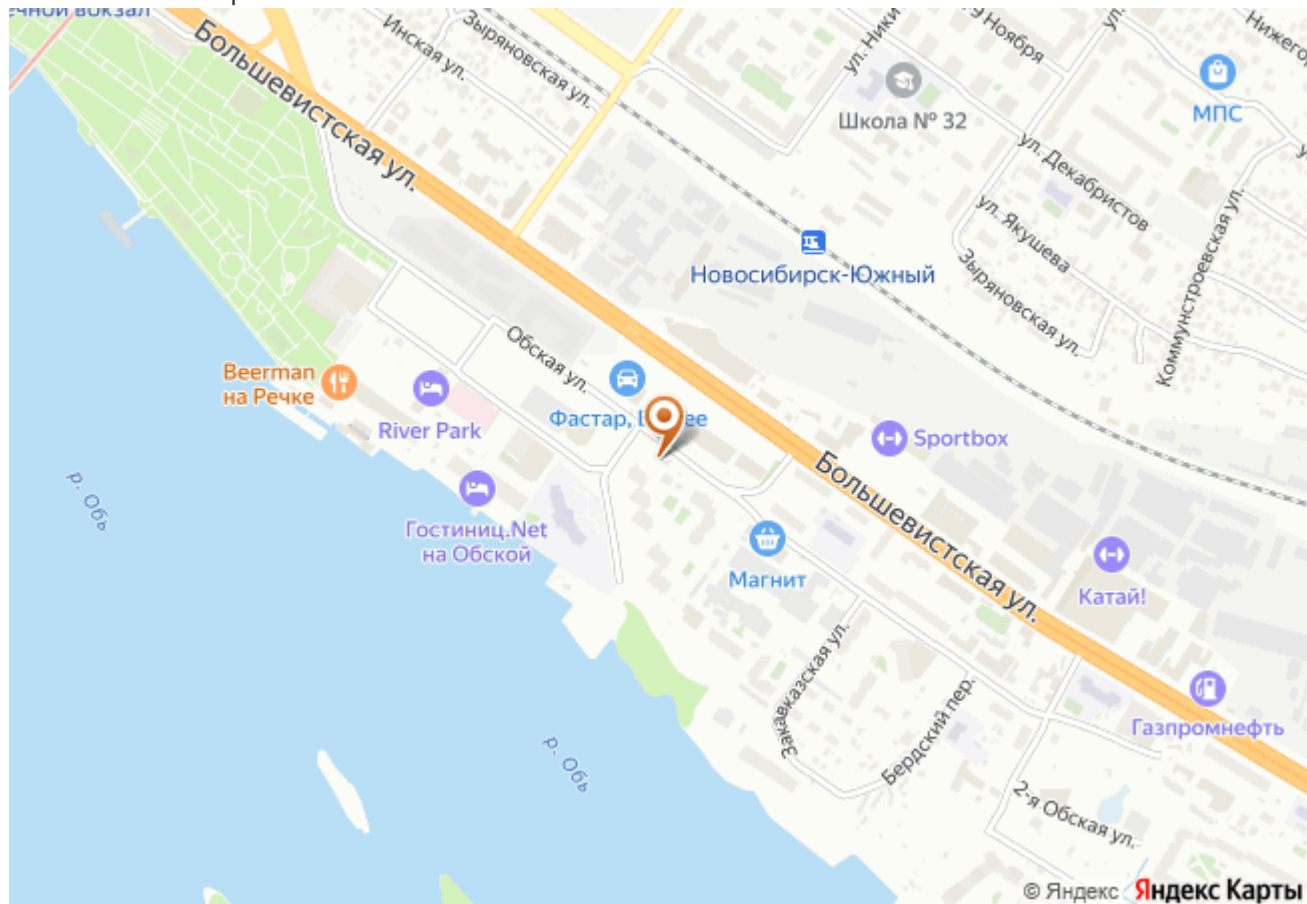 Большевистская ул.
Инская ул.
Зыряновская ул.
ул. Ники
9 Ноября
Нижегор
МПС
Школа № 32
ул. Декабристов
ул. Якушева
Зыряновская ул.
Коммунстроевская ул.
Новосибирск-Южный
Обская ул.
Beerman
на Речке
River Park
Фастар,
Sportbox
р. Обь
Гостиниц.Net
на Обской
Большевистская ул.
Магнит
Катай!
Закавказская ул.
Бердский пер.
Газпромнефть
р. Обь
2-я Обская ул.
© Яндекс Яндекс Карты